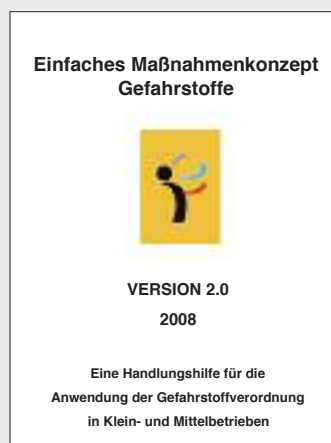 Einfaches Maßnahmenkonzept
Gefahrstoffe
VERSION 2.0
2008
Eine Handlungshilfe für die
Anwendung der Gefahrstoffverordnung
in Klein- und Mittelbetrieben